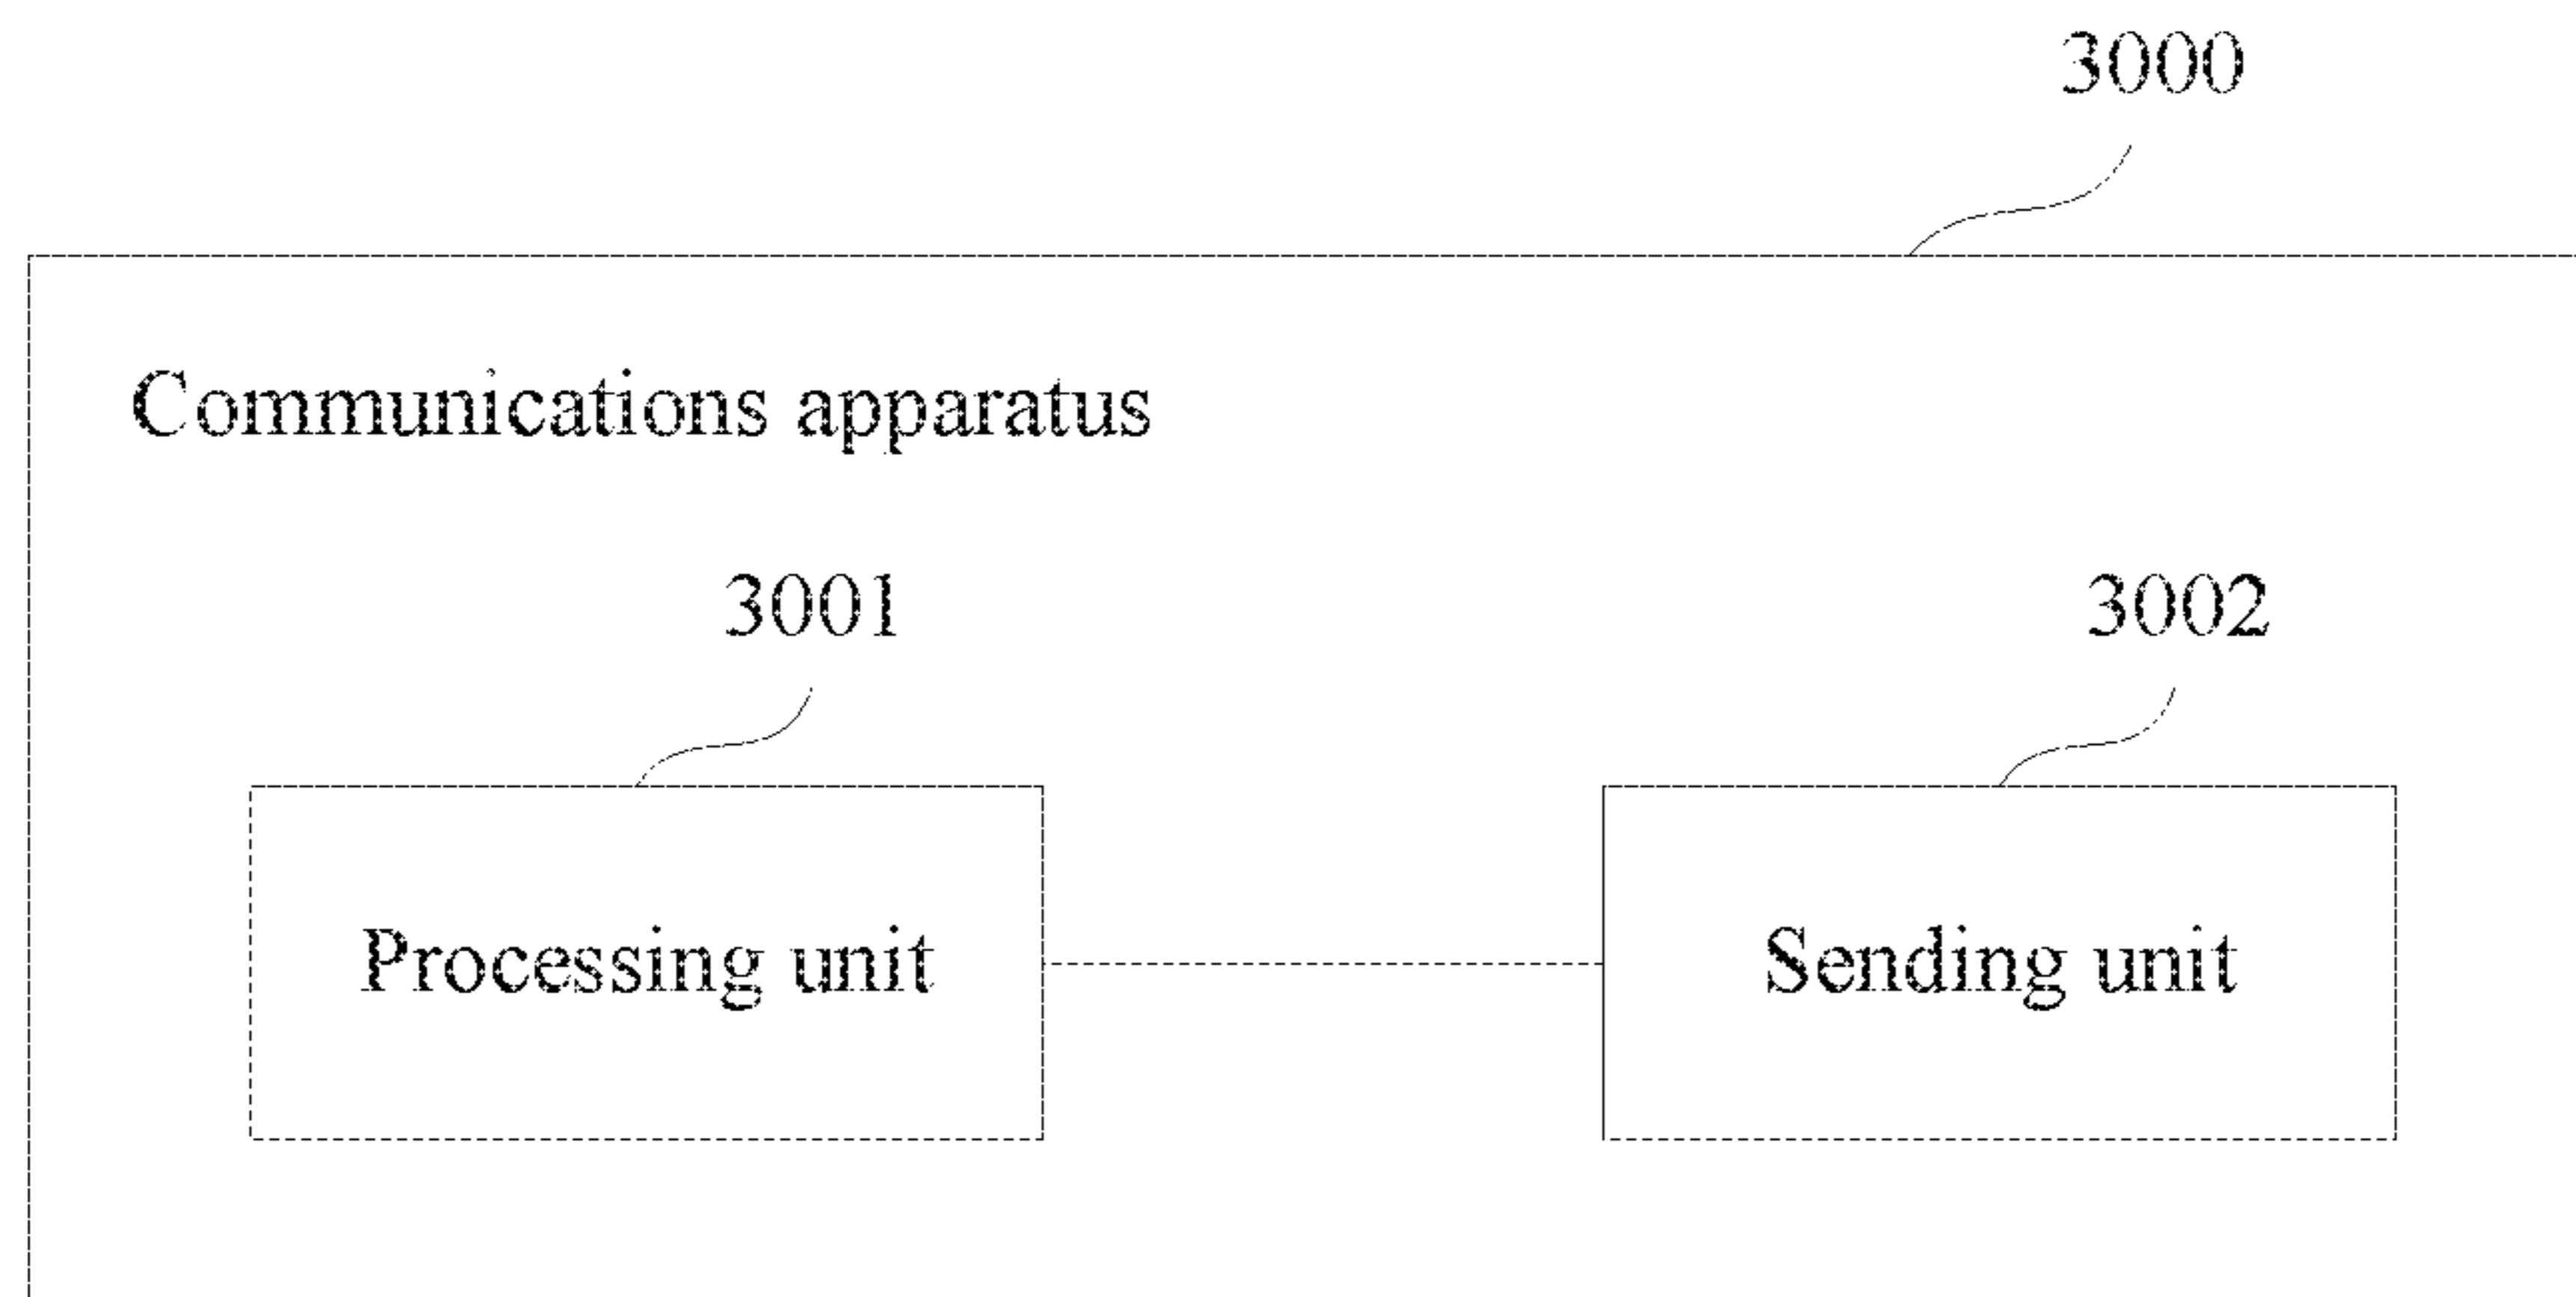 3000
Communications apparatus
3001
3002
Processing unit
Sending unit